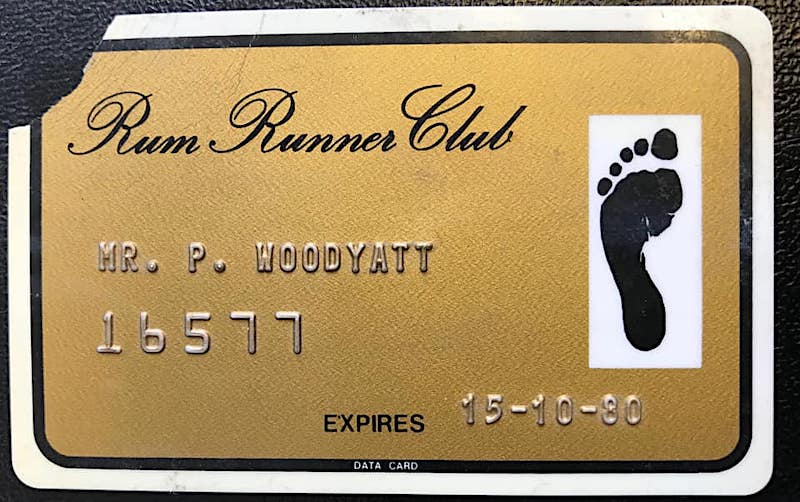 Rum Runner Club
MR. P. WOODYATT
16577
EXPIRES 15-10-80
DATA CARD